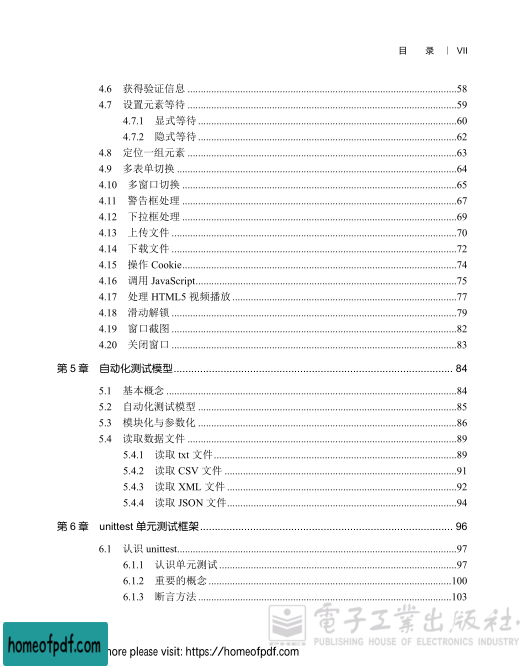 目 录 | VII
4.6 获得验证信息 ........ 58
4.7 设置元素等待 ........ 59
4.7.1 显式等待 ........ 60
4.7.2 隐式等待 ........ 62
4.8 定位一组元素 ........ 63
4.9 多表单切换 ........ 64
4.10 多窗口切换 ........ 65
4.11 警告框处理 ........ 67
4.12 下拉框处理 ........ 69
4.13 上传文件 ........ 70
4.14 下载文件 ........ 72
4.15 操作 Cookie ........ 74
4.16 调用 JavaScript ........ 75
4.17 处理 HTML5 视频播放 ........ 77
4.18 滑动解锁 ........ 79
4.19 窗口截图 ........ 82
4.20 关闭窗口 ........ 83
第 5 章 自动化测试模型 ........ 84
5.1 基本概念 ........ 84
5.2 自动化测试模型 ........ 85
5.3 模块化与参数化 ........ 86
5.4 读取数据文件 ........ 89
5.4.1 读取 txt 文件 ........ 89
5.4.2 读取 CSV 文件 ........ 91
5.4.3 读取 XML 文件 ........ 92
5.4.4 读取 JSON 文件 ........ 94
第 6 章 unittest 单元测试框架 ........ 96
6.1 认识 unittest ........ 97
6.1.1 认识单元测试 ........ 97
6.1.2 重要的概念 ........ 100
6.1.3 断言方法 ........ 103
電子工業出版社
PUBLISHING HOUSE OF ELECTRONICS INDUSTRY
homeofpdf.com
more please visit: https://homeofpdf.com